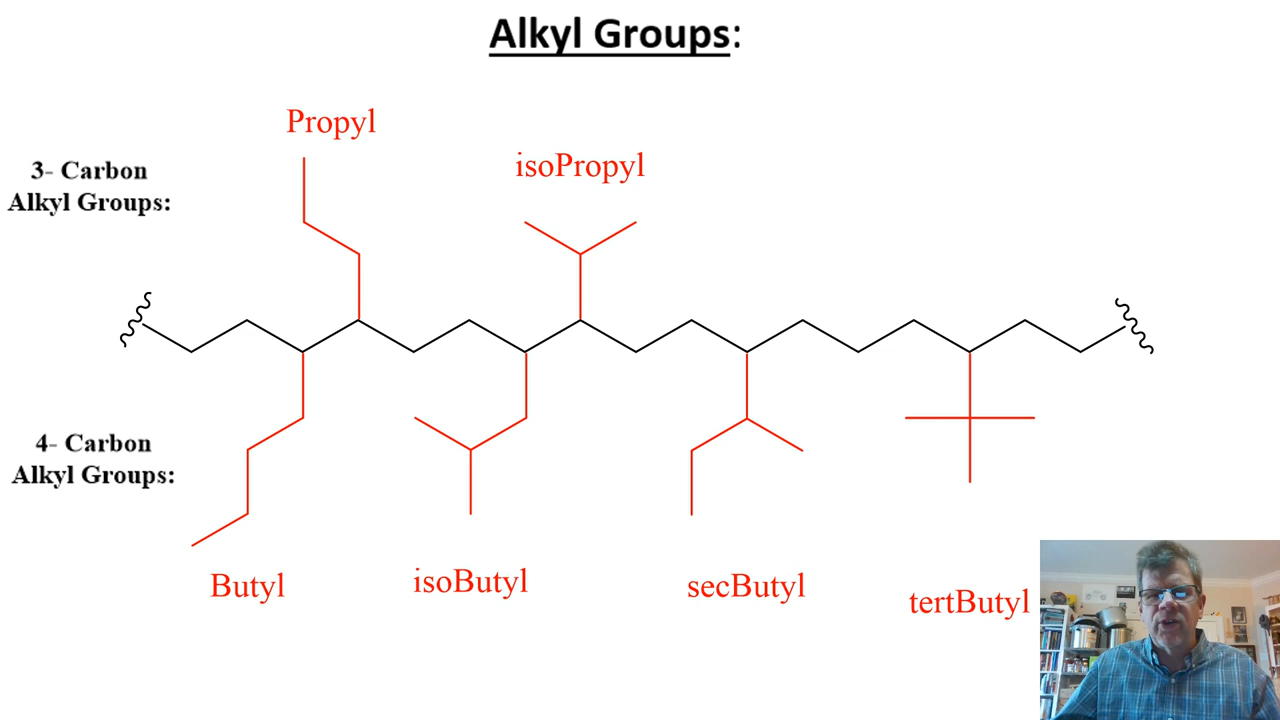 Alkyl Groups:
Propyl
isoPropyl
3- Carbon
Alkyl Groups:
4- Carbon
Alkyl Groups:
Butyl
isoButyl
secButyl
tertButyl